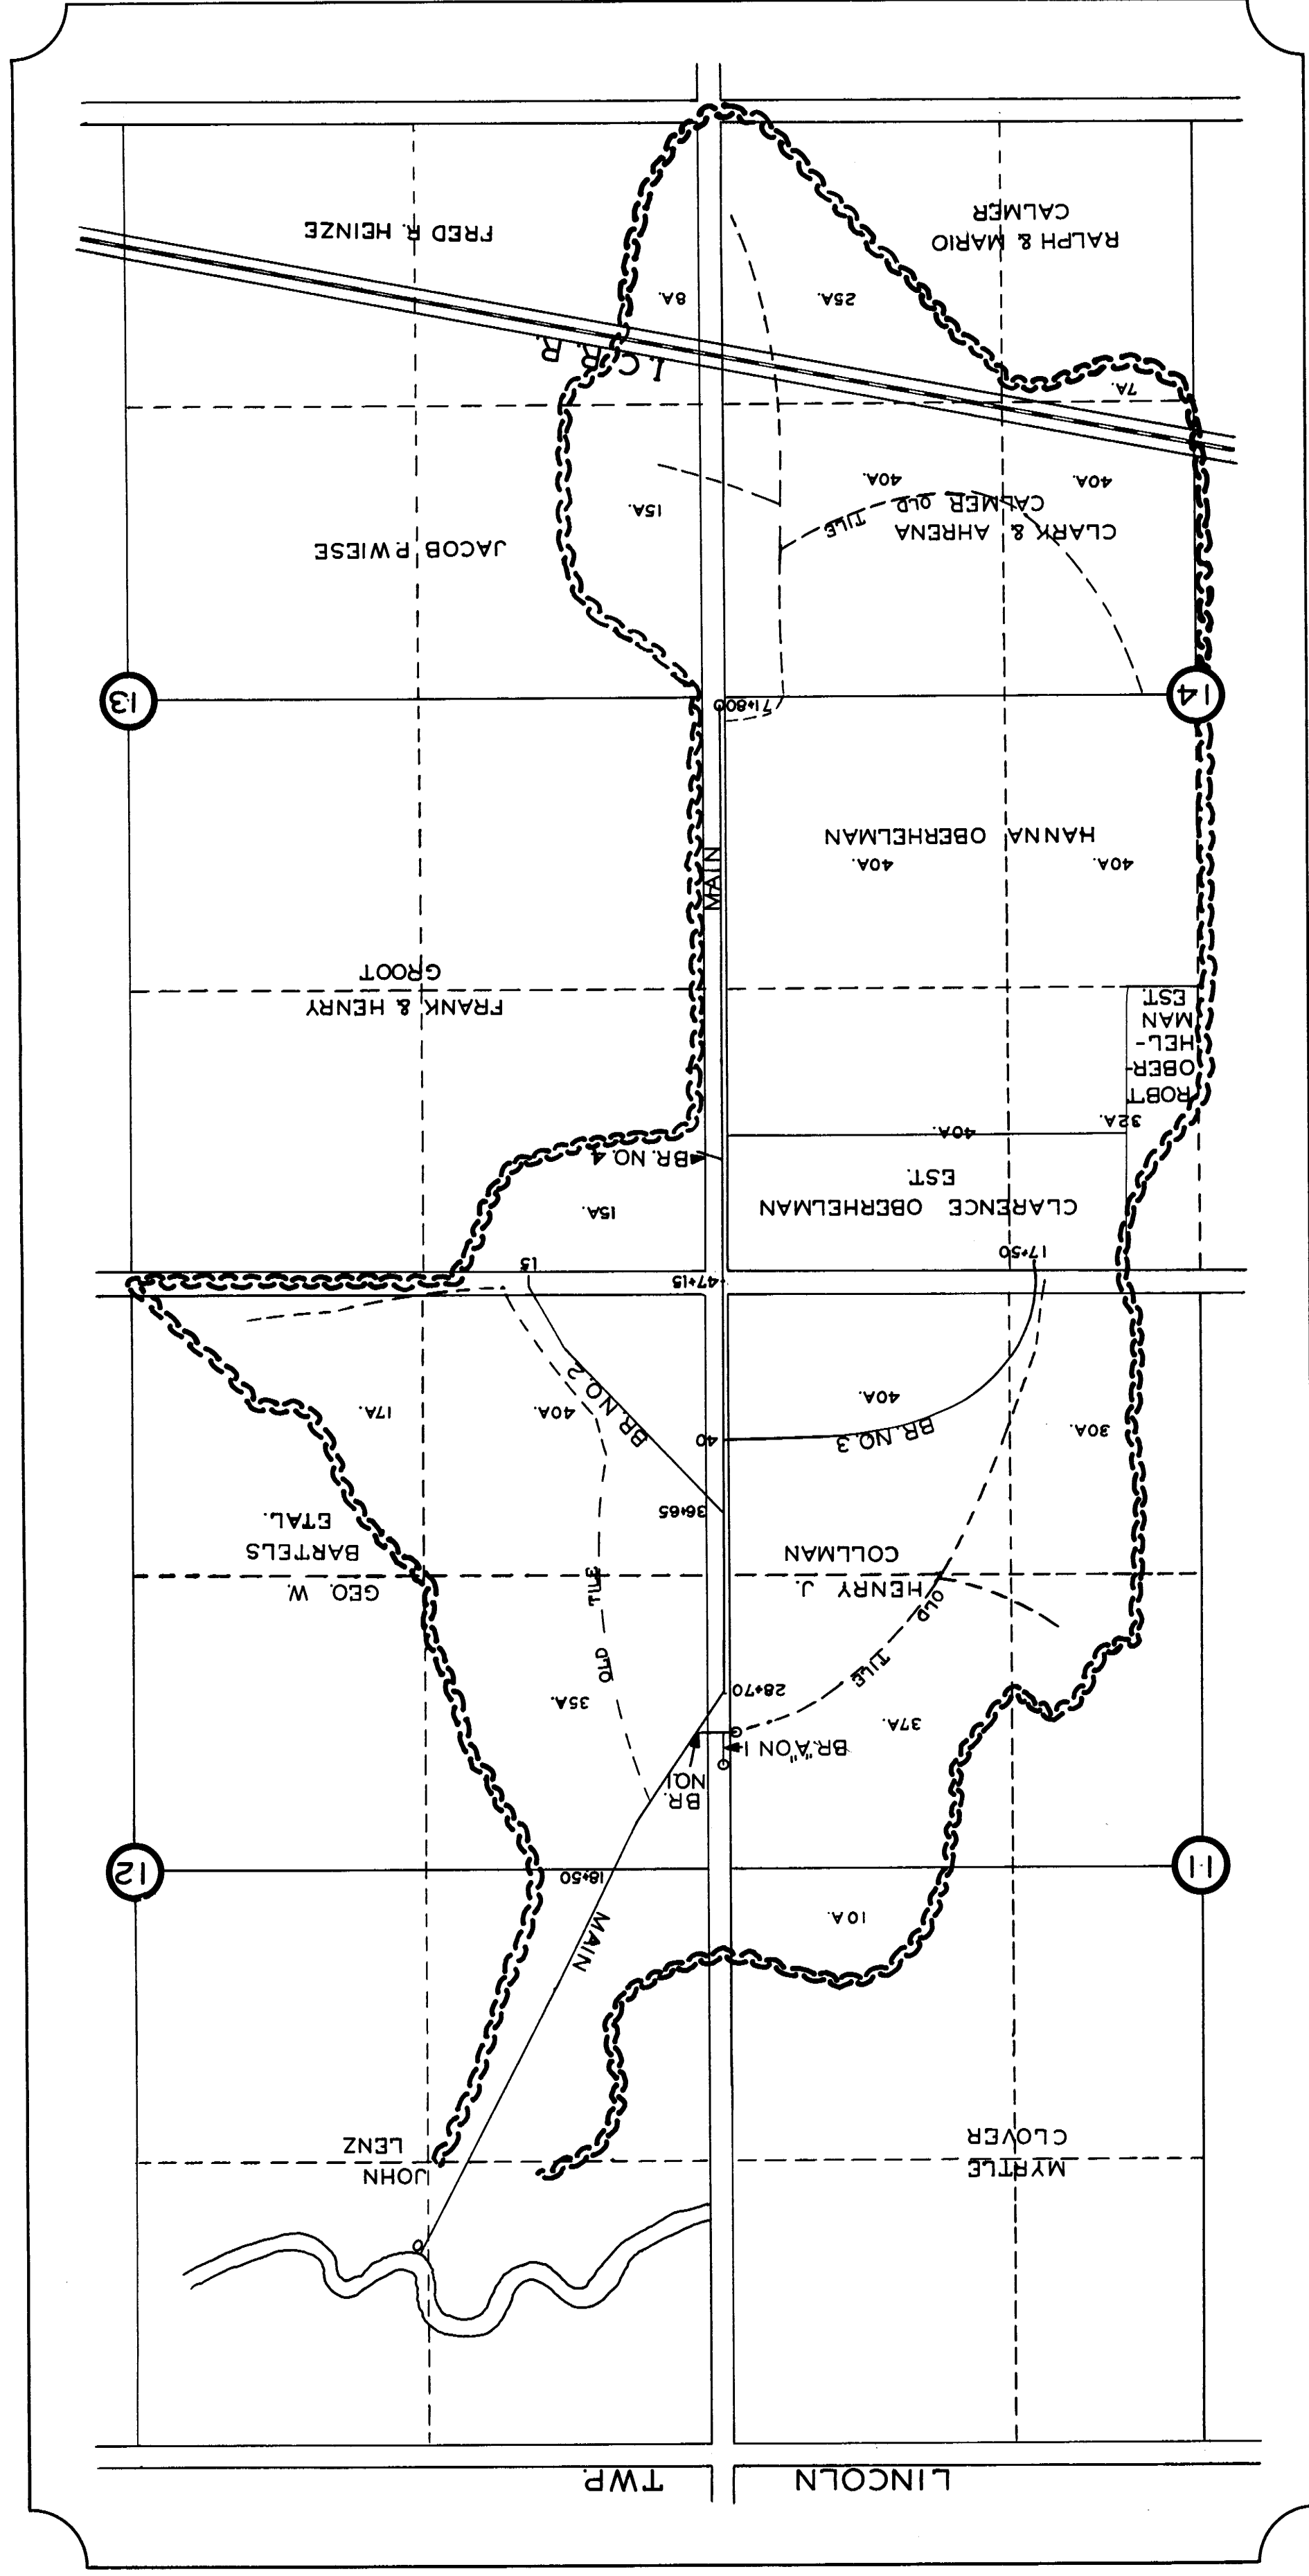 LINCOLN TWP.
MYRTLE
CLOVER
JOHN
LENZ
O
MAIN
10A.
18+50
11
12
BR.
NO.1
BR."A" ON 1
37A.
28+70
35A.
OLD
TILE
OLD
TILE
HENRY J.
COLLMAN
GEO. W.
BARTELS
ETAL.
36+65
BR. NO. 3
40
BR. NO. 2
30A.
40A.
40A.
17A.
17+50
47+15
15
CLARENCE OBERHELMAN
EST.
15A.
BR. NO. 4
32A.
40A.
ROBT
OBER-
HEL-
MAN
EST.
FRANK & HENRY
GROOT
MAIN
40A.
40A.
HANNA OBERHELMAN
71+80
14
13
CLARK & AHRENA
CALMER
OLD
TILE
40A.
40A.
JACOB P. WIESE
15A.
7A.
I. C. R. R.
25A.
8A.
RALPH & MARIO
CALMER
FRED R. HEINZE